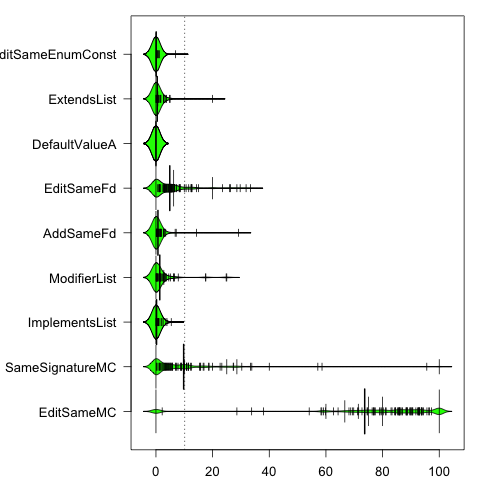 ditSameEnumConst
ExtendsList
DefaultValueA
EditSameFd
AddSameFd
ModifierList
ImplementsList
SameSignatureMC
EditSameMC
0 20 40 60 80 100